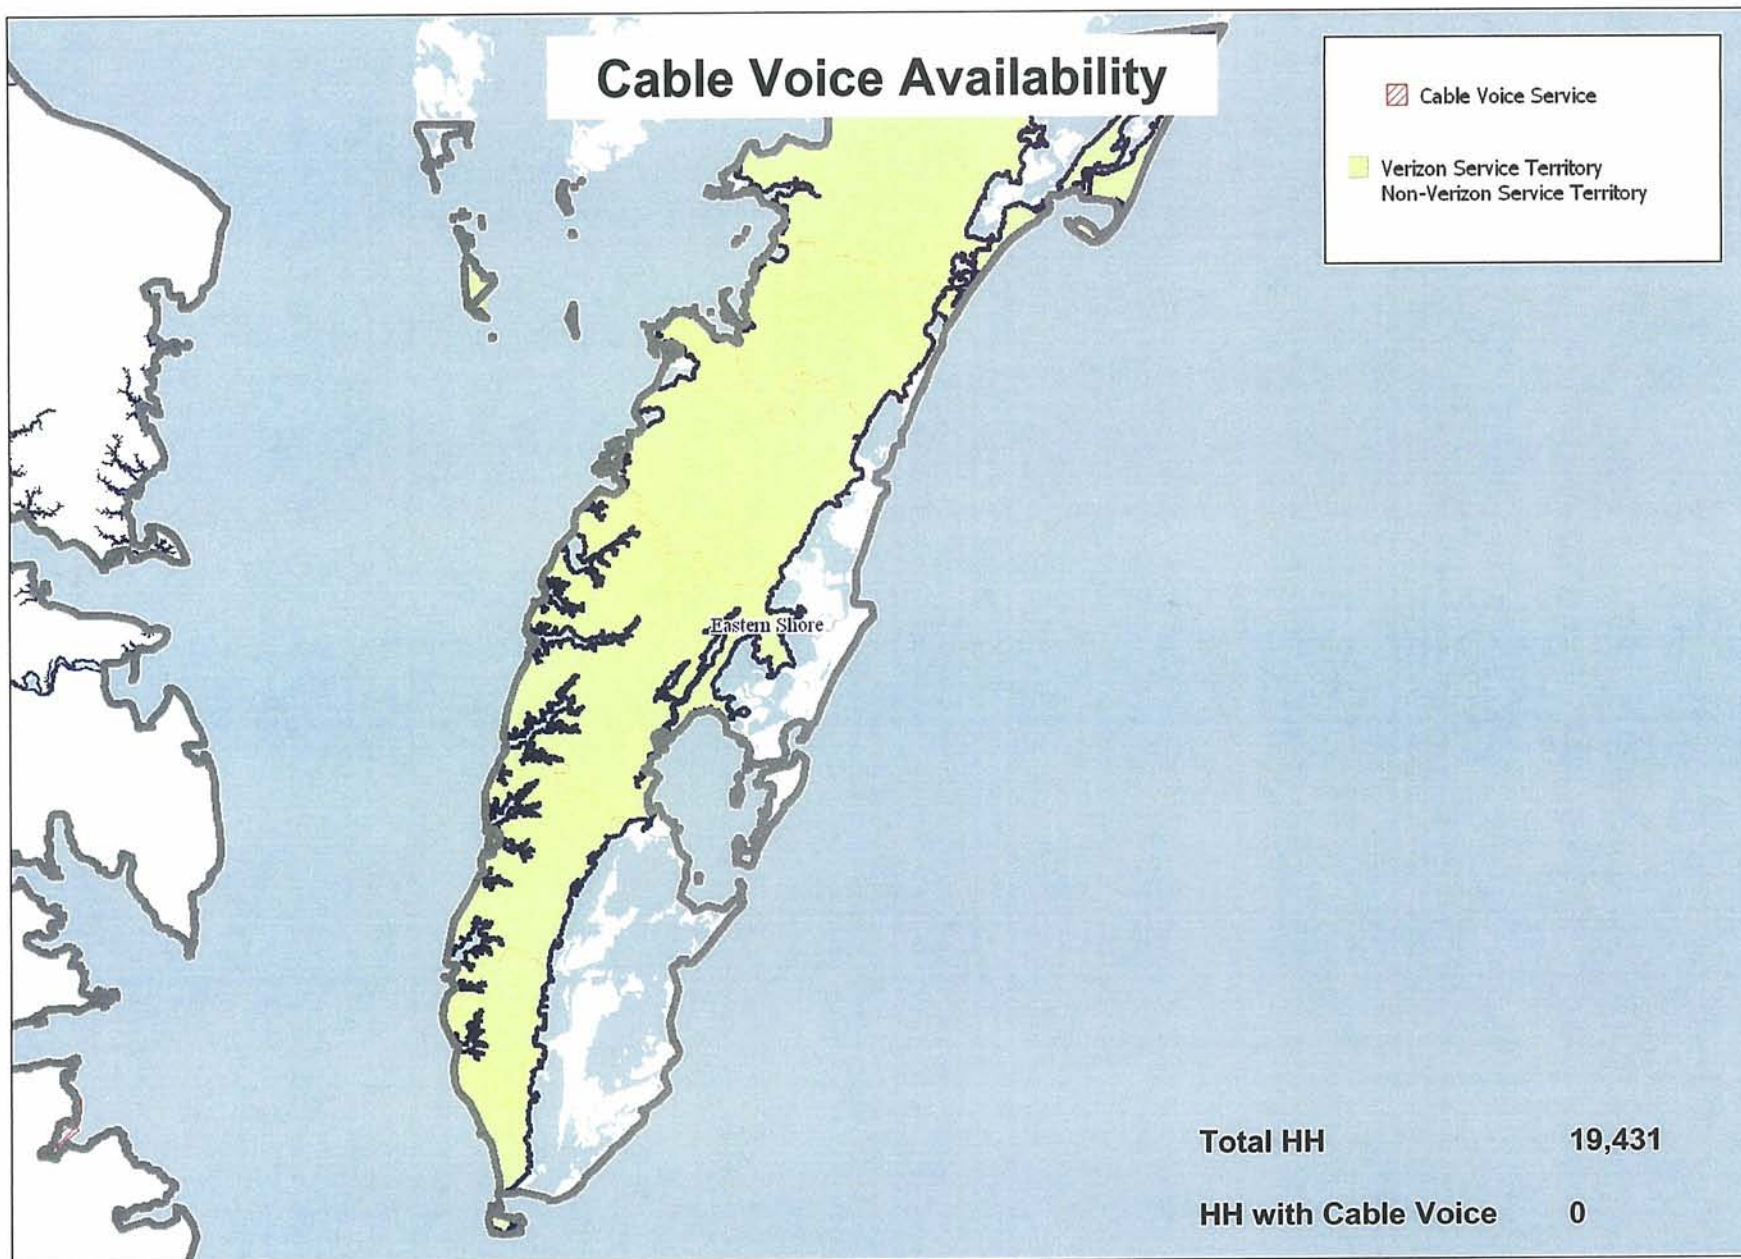 Cable Voice Availability
Cable Voice Service
Verizon Service Territory
Non-Verizon Service Territory
Eastern Shore
Total HH 19,431
HH with Cable Voice 0